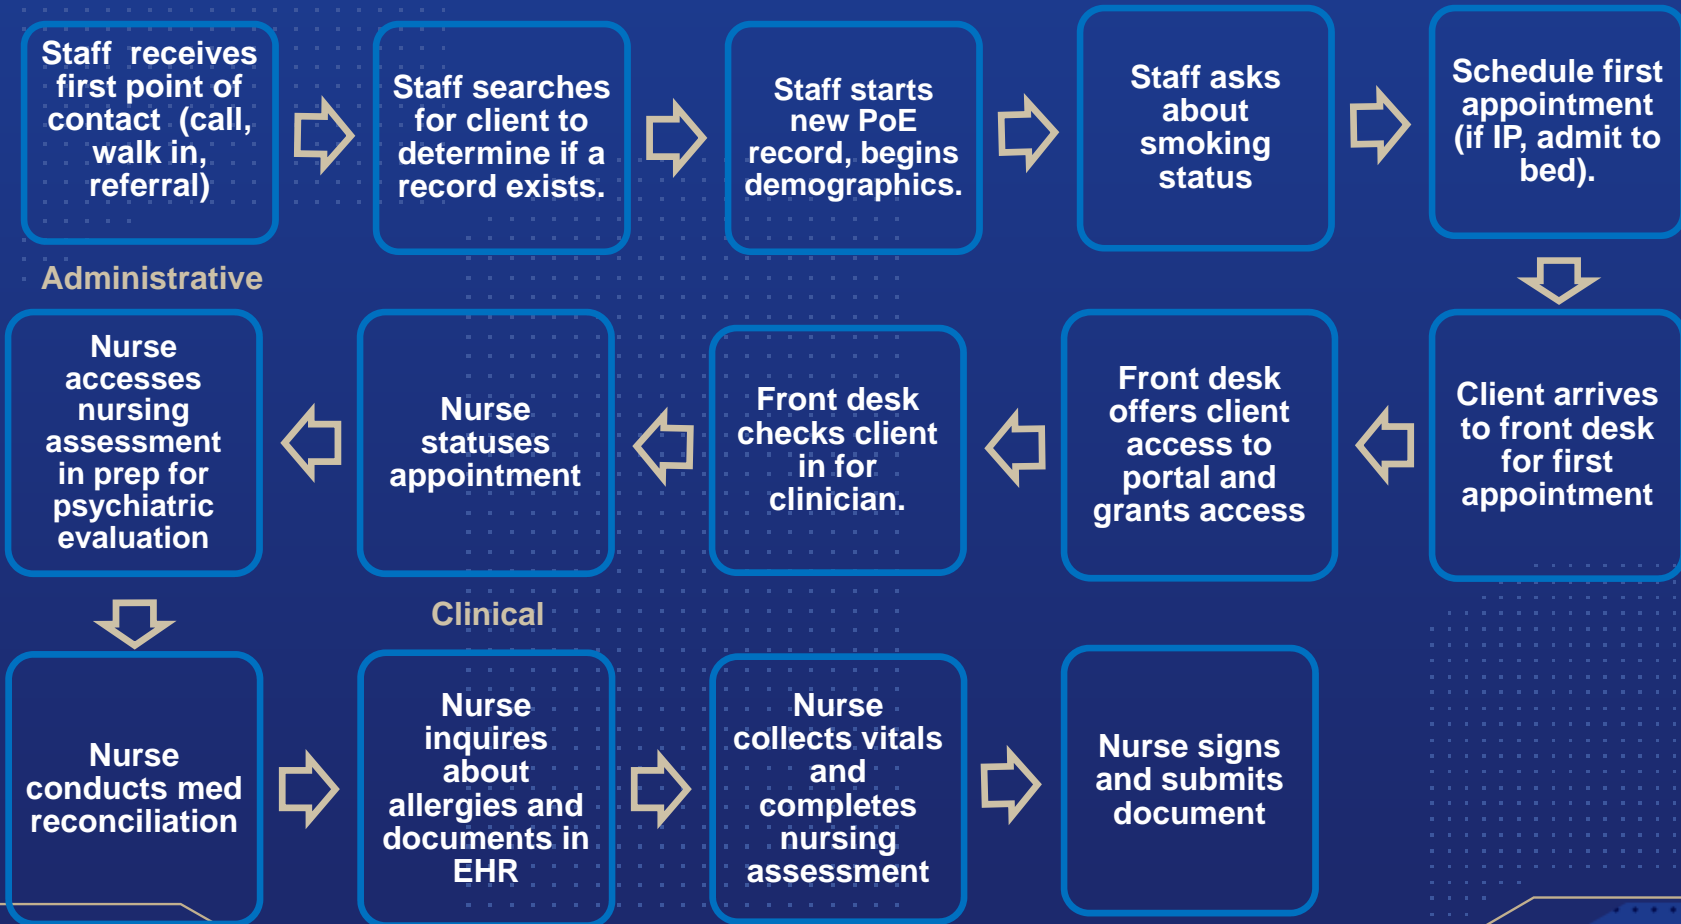 Staff receives
first point of
contact (call,
walk in,
referral)
Staff searches
for client to
determine if a
record exists.
Staff starts
new PoE
record, begins
demographics.
Staff asks
about
smoking
status
Schedule first
appointment
(if IP, admit to
bed).
Administrative
Client arrives
to front desk
for first
appointment
Front desk
offers client
access to
portal and
grants access
Front desk
checks client
in for
clinician.
Nurse
statuses
appointment
Nurse
accesses
nursing
assessment
in prep for
psychiatric
evaluation
Clinical
Nurse
conducts med
reconciliation
Nurse
inquires
about
allergies and
documents in
EHR
Nurse
collects vitals
and
completes
nursing
assessment
Nurse signs
and submits
document